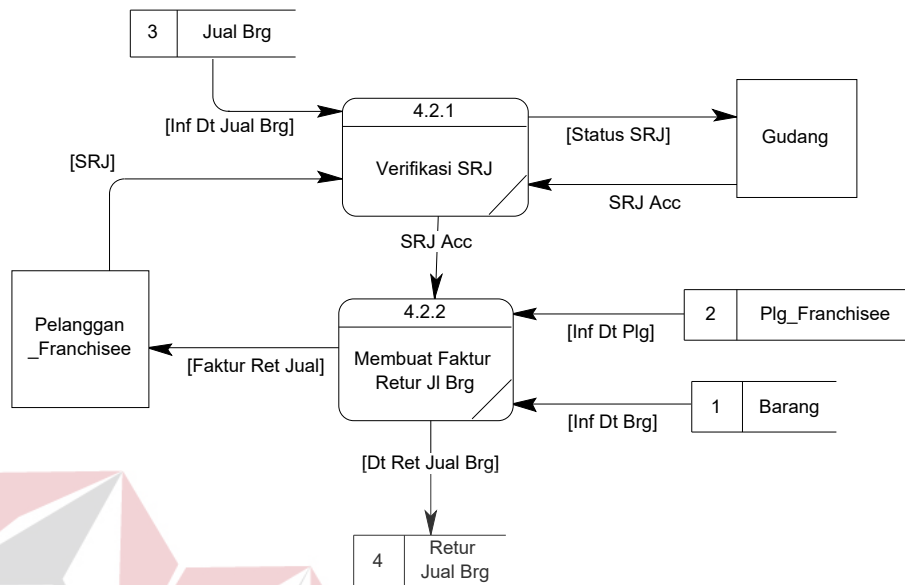 3
Jual Brg
[Inf Dt Jual Brg]
4.2.1
Verifikasi SRJ
[Status SRJ]
Gudang
[SRJ]
SRJ Acc
SRJ Acc
Pelanggan
_Franchisee
4.2.2
Membuat Faktur
Retur Jl Brg
[Faktur Ret Jual]
[Inf Dt Plg]
2
Plg_Franchisee
[Inf Dt Brg]
1
Barang
[Dt Ret Jual Brg]
4
Retur
Jual Brg